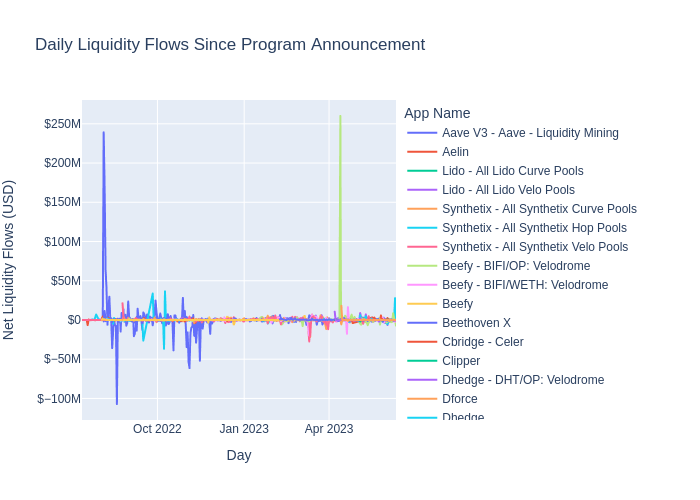 Daily Liquidity Flows Since Program Announcement
App Name
$250M
$200M
$150M
$100M
$50M
$0
$−50M
$−100M
Net Liquidity Flows (USD)
Oct 2022
Jan 2023
Apr 2023
Day
Aave V3 - Aave - Liquidity Mining
Aelin
Lido - All Lido Curve Pools
Lido - All Lido Velo Pools
Synthetix - All Synthetix Curve Pools
Synthetix - All Synthetix Hop Pools
Synthetix - All Synthetix Velo Pools
Beefy - BIFI/OP: Velodrome
Beefy - BIFI/WETH: Velodrome
Beefy
Beethoven X
Cbridge - Celer
Clipper
Dhedge - DHT/OP: Velodrome
Dforce
Dhedge